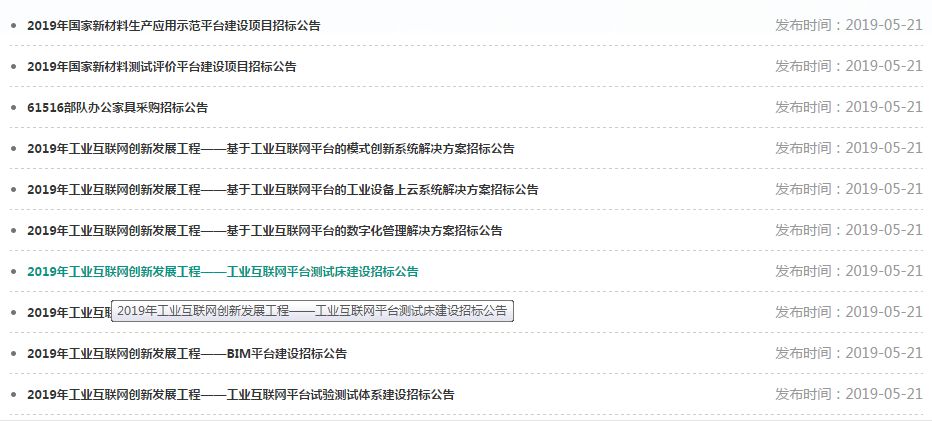 2019年国家新材料生产应用示范平台建设项目招标公告 发布时间：2019-05-21
2019年国家新材料测试评价平台建设项目招标公告 发布时间：2019-05-21
61516部队办公家具采购招标公告 发布时间：2019-05-21
2019年工业互联网创新发展工程——基于工业互联网平台的模式创新系统解决方案招标公告 发布时间：2019-05-21
2019年工业互联网创新发展工程——基于工业互联网平台的工业设备上云系统解决方案招标公告 发布时间：2019-05-21
2019年工业互联网创新发展工程——基于工业互联网平台的数字化管理解决方案招标公告 发布时间：2019-05-21
2019年工业互联网创新发展工程——工业互联网平台测试床建设招标公告 发布时间：2019-05-21
2019年工业互 2019年工业互联网创新发展工程——工业互联网平台测试床建设招标公告 发布时间：2019-05-21
2019年工业互联网创新发展工程——BIM平台建设招标公告 发布时间：2019-05-21
2019年工业互联网创新发展工程——工业互联网平台试验测试体系建设招标公告 发布时间：2019-05-21